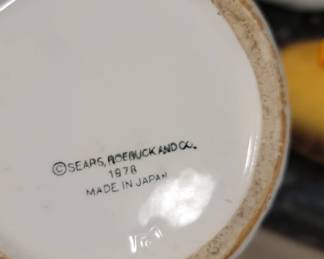 ©SEARS, ROEBUCK AND CO.
1978
MADE IN JAPAN